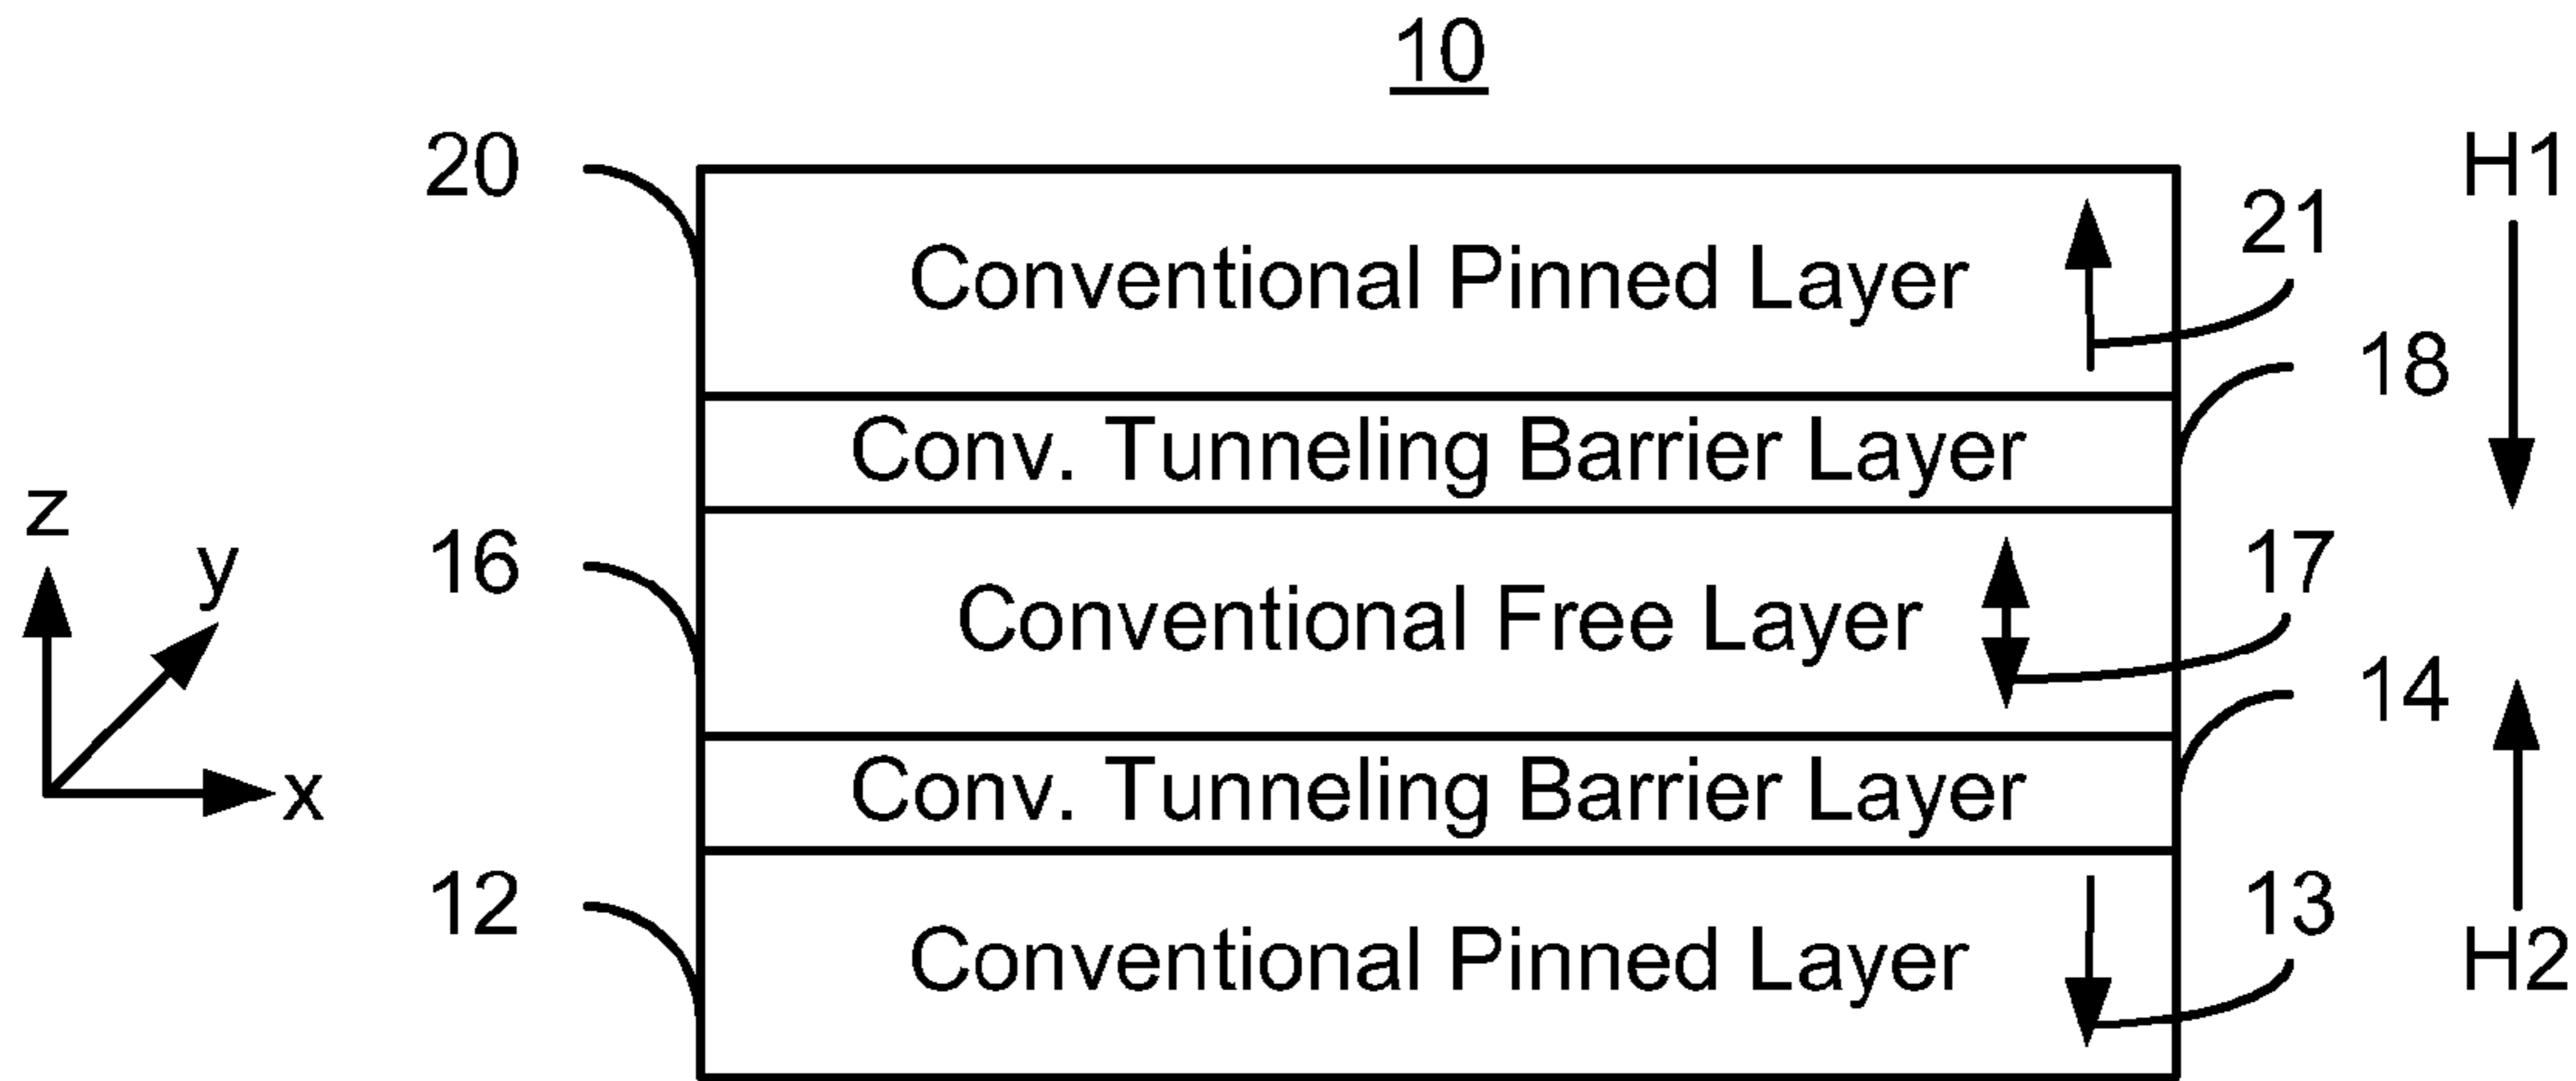 10
20
H1
21
Conventional Pinned Layer
18
Conv. Tunneling Barrier Layer
z
y
16
17
Conventional Free Layer
14
x
Conv. Tunneling Barrier Layer
12
13
Conventional Pinned Layer
H2